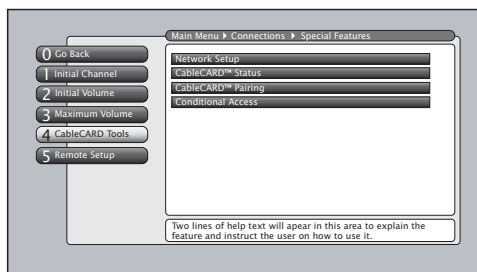 Main Menu ▶ Connections ▶ Special Features
0 Go Back
1 Initial Channel
2 Initial Volume
3 Maximum Volume
4 CableCARD Tools
5 Remote Setup
Network Setup
CableCARD™ Status
CableCARD™ Pairing
Conditional Access
Two lines of help text will apear in this area to explain the
feature and instruct the user on how to use it.